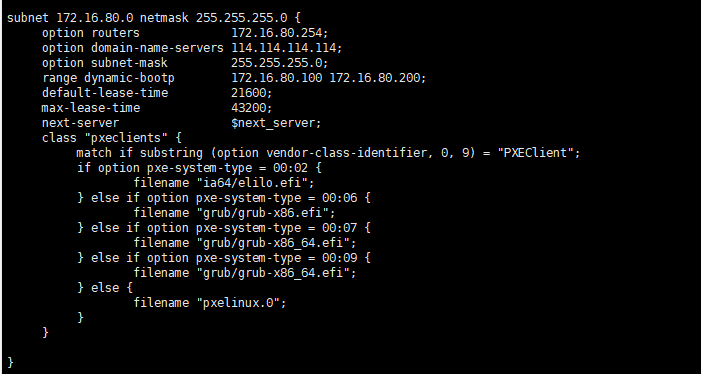 subnet 172.16.80.0 netmask 255.255.255.0 {
     option routers             172.16.80.254;
     option domain-name-servers 114.114.114.114;
     option subnet-mask         255.255.255.0;
     range dynamic-bootp        172.16.80.100 172.16.80.200;
     default-lease-time         21600;
     max-lease-time             43200;
     next-server                $next_server;
     class "pxeclients" {
          match if substring (option vendor-class-identifier, 0, 9) = "PXEClient";
          if option pxe-system-type = 00:02 {
                  filename "ia64/elilo.efi";
          } else if option pxe-system-type = 00:06 {
                  filename "grub/grub-x86.efi";
          } else if option pxe-system-type = 00:07 {
                  filename "grub/grub-x86_64.efi";
          } else if option pxe-system-type = 00:09 {
                  filename "grub/grub-x86_64.efi";
          } else {
                  filename "pxelinux.0";
          }
     }
}